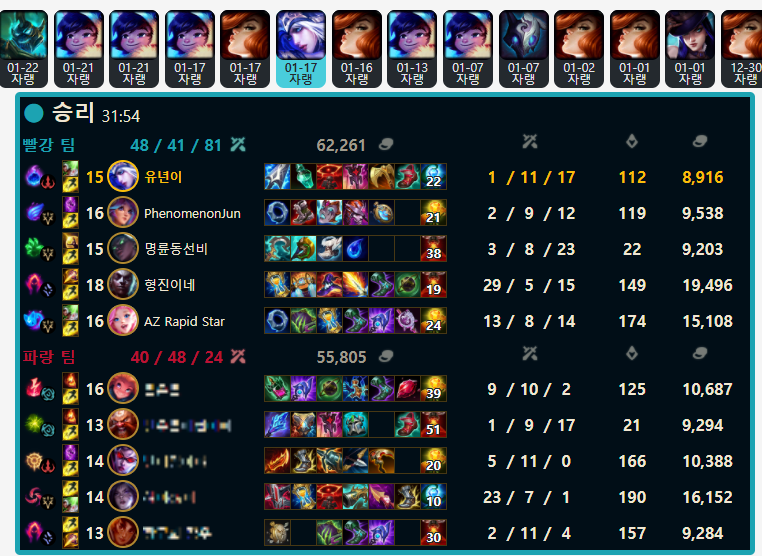 01-22 01-21 01-21 01-17 01-17 01-17 01-16 01-13 01-07 01-07 01-02 01-01 01-01 12-30
자랭 자랭 자랭 자랭 자랭 자랭 자랭 자랭 자랭 자랭 자랭 자랭 자랭 자랭
승리 31:54
빨강 팀 48 / 41 / 81 62,261
15 유년이 22 1 / 11 / 17 112 8,916
16 PhenomenonJun 21 2 / 9 / 12 119 9,538
15 명륜동선비 38 3 / 8 / 23 22 9,203
18 형진이네 19 29 / 5 / 15 149 19,496
16 AZ Rapid Star 24 13 / 8 / 14 174 15,108
파랑 팀 40 / 48 / 24 55,805
16 39 9 / 10 / 2 125 10,687
13 51 1 / 9 / 17 21 9,294
14 20 5 / 11 / 0 166 10,388
14 10 23 / 7 / 1 190 16,152
13 30 2 / 11 / 4 157 9,284